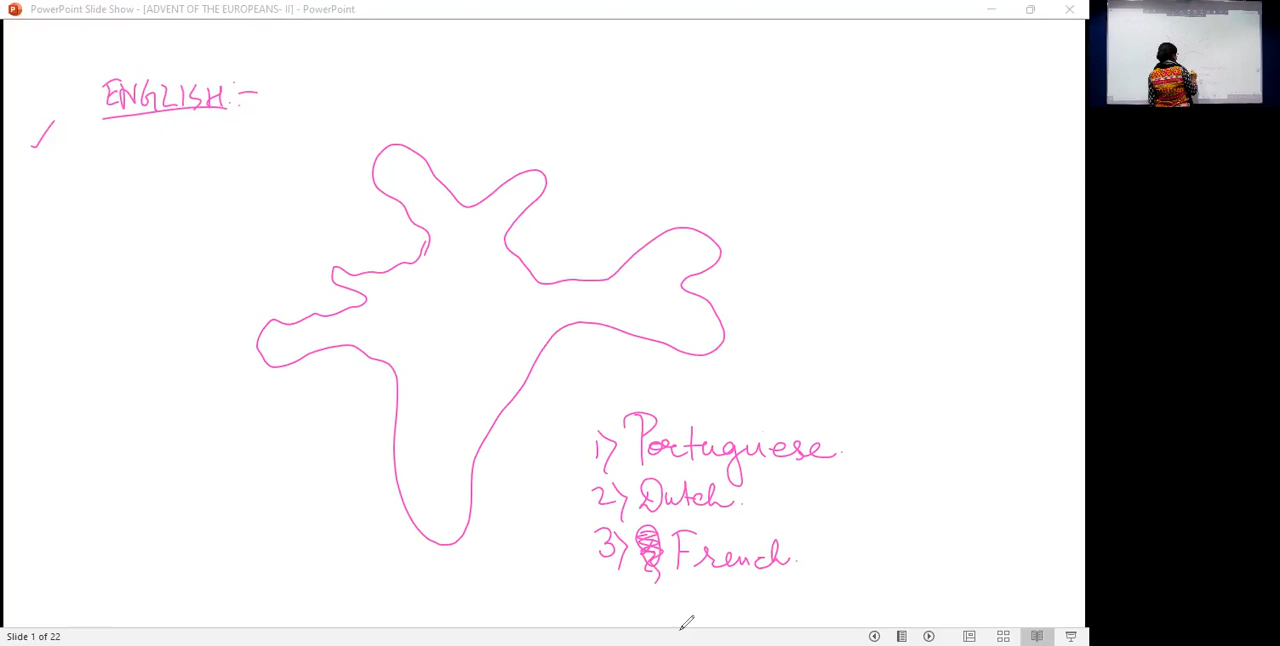 PowerPoint Slide Show - [ADVENT OF THE EUROPEANS- II] - PowerPoint
ENGLISH:-
1) Portuguese.
2) Dutch.
3) French.
Slide 1 of 22